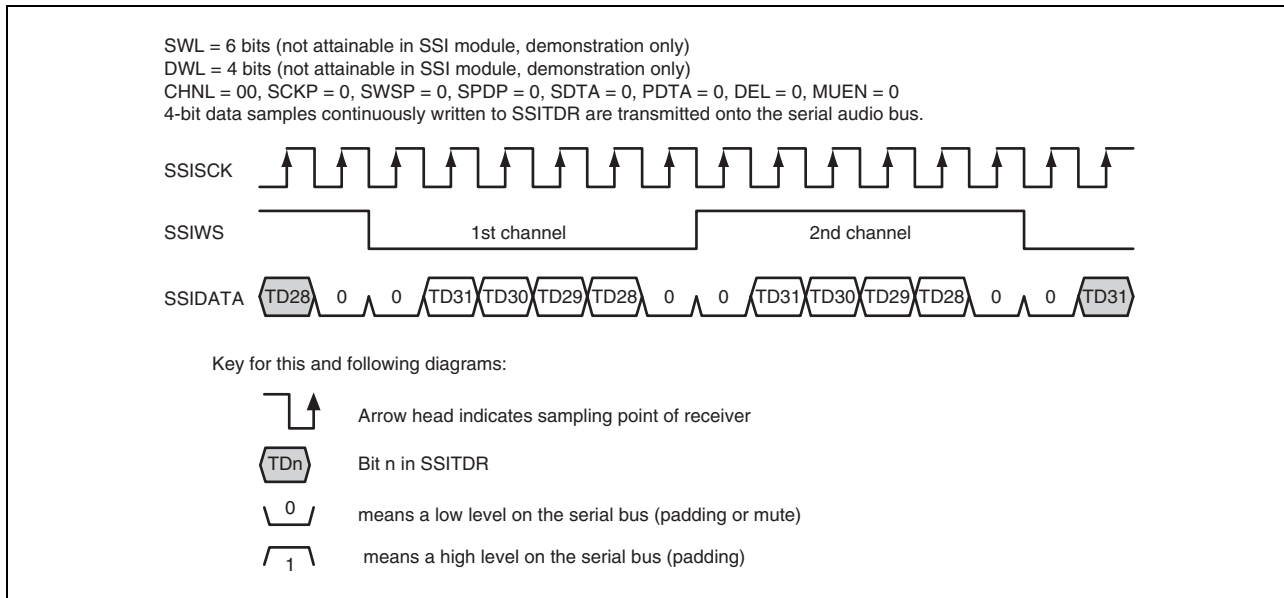 SWL = 6 bits (not attainable in SSI module, demonstration only)
DWL = 4 bits (not attainable in SSI module, demonstration only)
CHNL = 00, SCKP = 0, SWSP = 0, SPDP = 0, SDTA = 0, PDTA = 0, DEL = 0, MUEN = 0
4-bit data samples continuously written to SSITDR are transmitted onto the serial audio bus.
SSISCK
SSIWS 1st channel 2nd channel
SSIDATA TD28 0 0 TD31 TD30 TD29 TD28 0 0 TD31 TD30 TD29 TD28 0 0 TD31
Key for this and following diagrams:
Arrow head indicates sampling point of receiver
TDn Bit n in SSITDR
0 means a low level on the serial bus (padding or mute)
1 means a high level on the serial bus (padding)